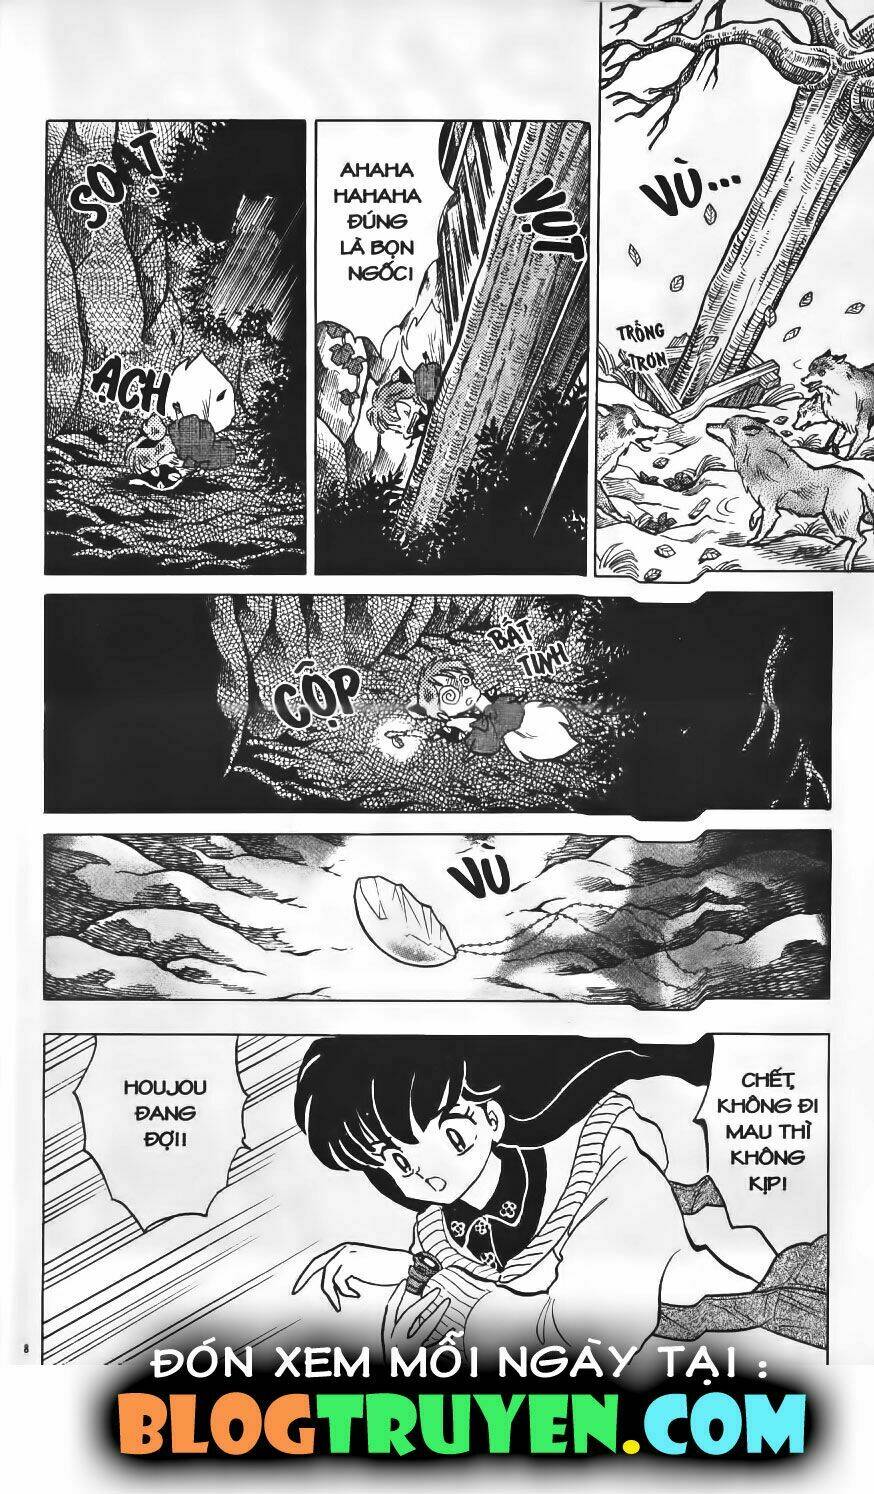 VÙ...
TRỒNG
TRƠN
AHAHA
HAHAHA
ĐÚNG
LÀ BỌN
NGỐC!
VỤT
SOẠT
ẠCH
BẤT
TỈNH
CỘP
VÙ
CHẾT,
KHÔNG ĐI
MAU THÌ
KHÔNG
KỊP!
HOUJOU
ĐANG
ĐỢI!
8
ĐÓN XEM MỖI NGÀY TẠI :
BLOGTRUYEN.COM